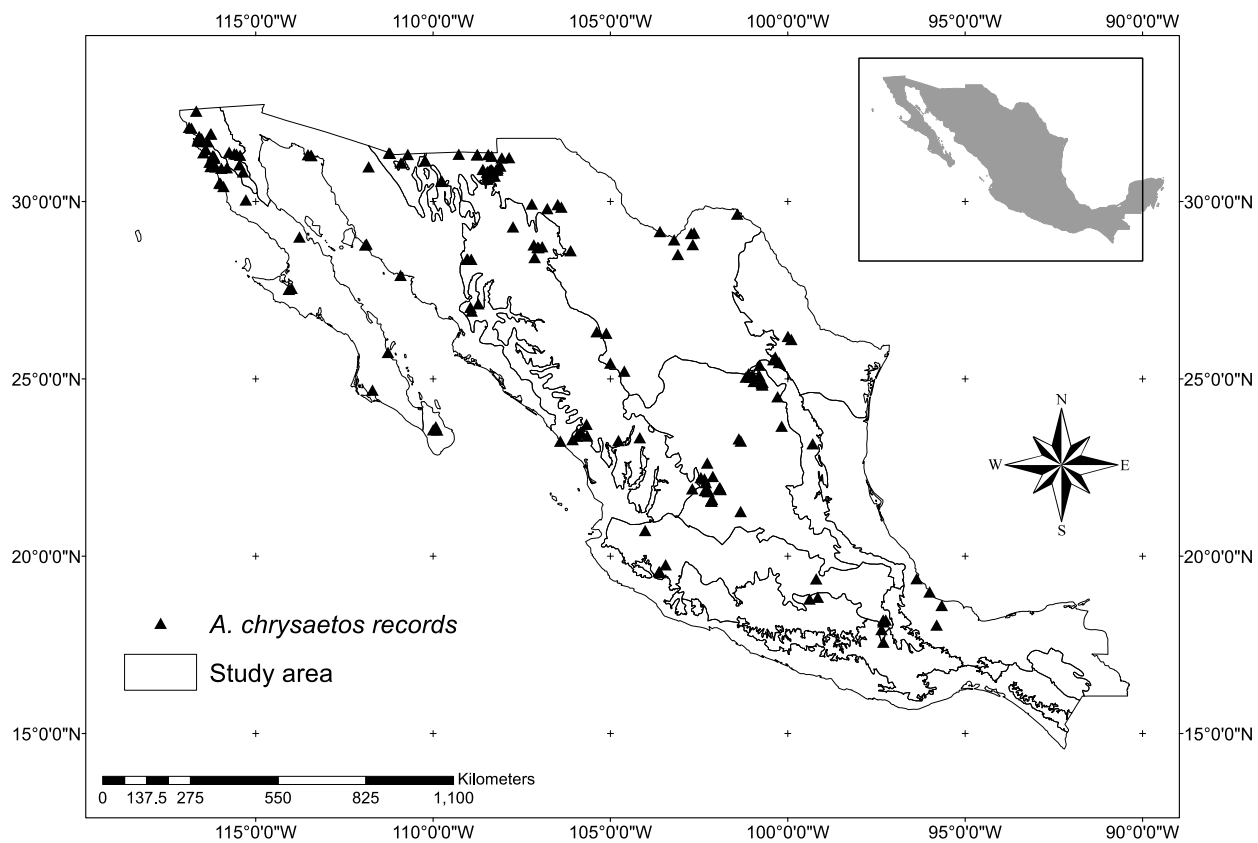 115°0'0"W 110°0'0"W 105°0'0"W 100°0'0"W 95°0'0"W 90°0'0"W
30°0'0"N 30°0'0"N
25°0'0"N 25°0'0"N
N
W E
S
20°0'0"N 20°0'0"N
A. chrysaetos records
Study area
15°0'0"N 15°0'0"N
Kilometers
0 137.5 275 550 825 1,100
115°0'0"W 110°0'0"W 105°0'0"W 100°0'0"W 95°0'0"W 90°0'0"W